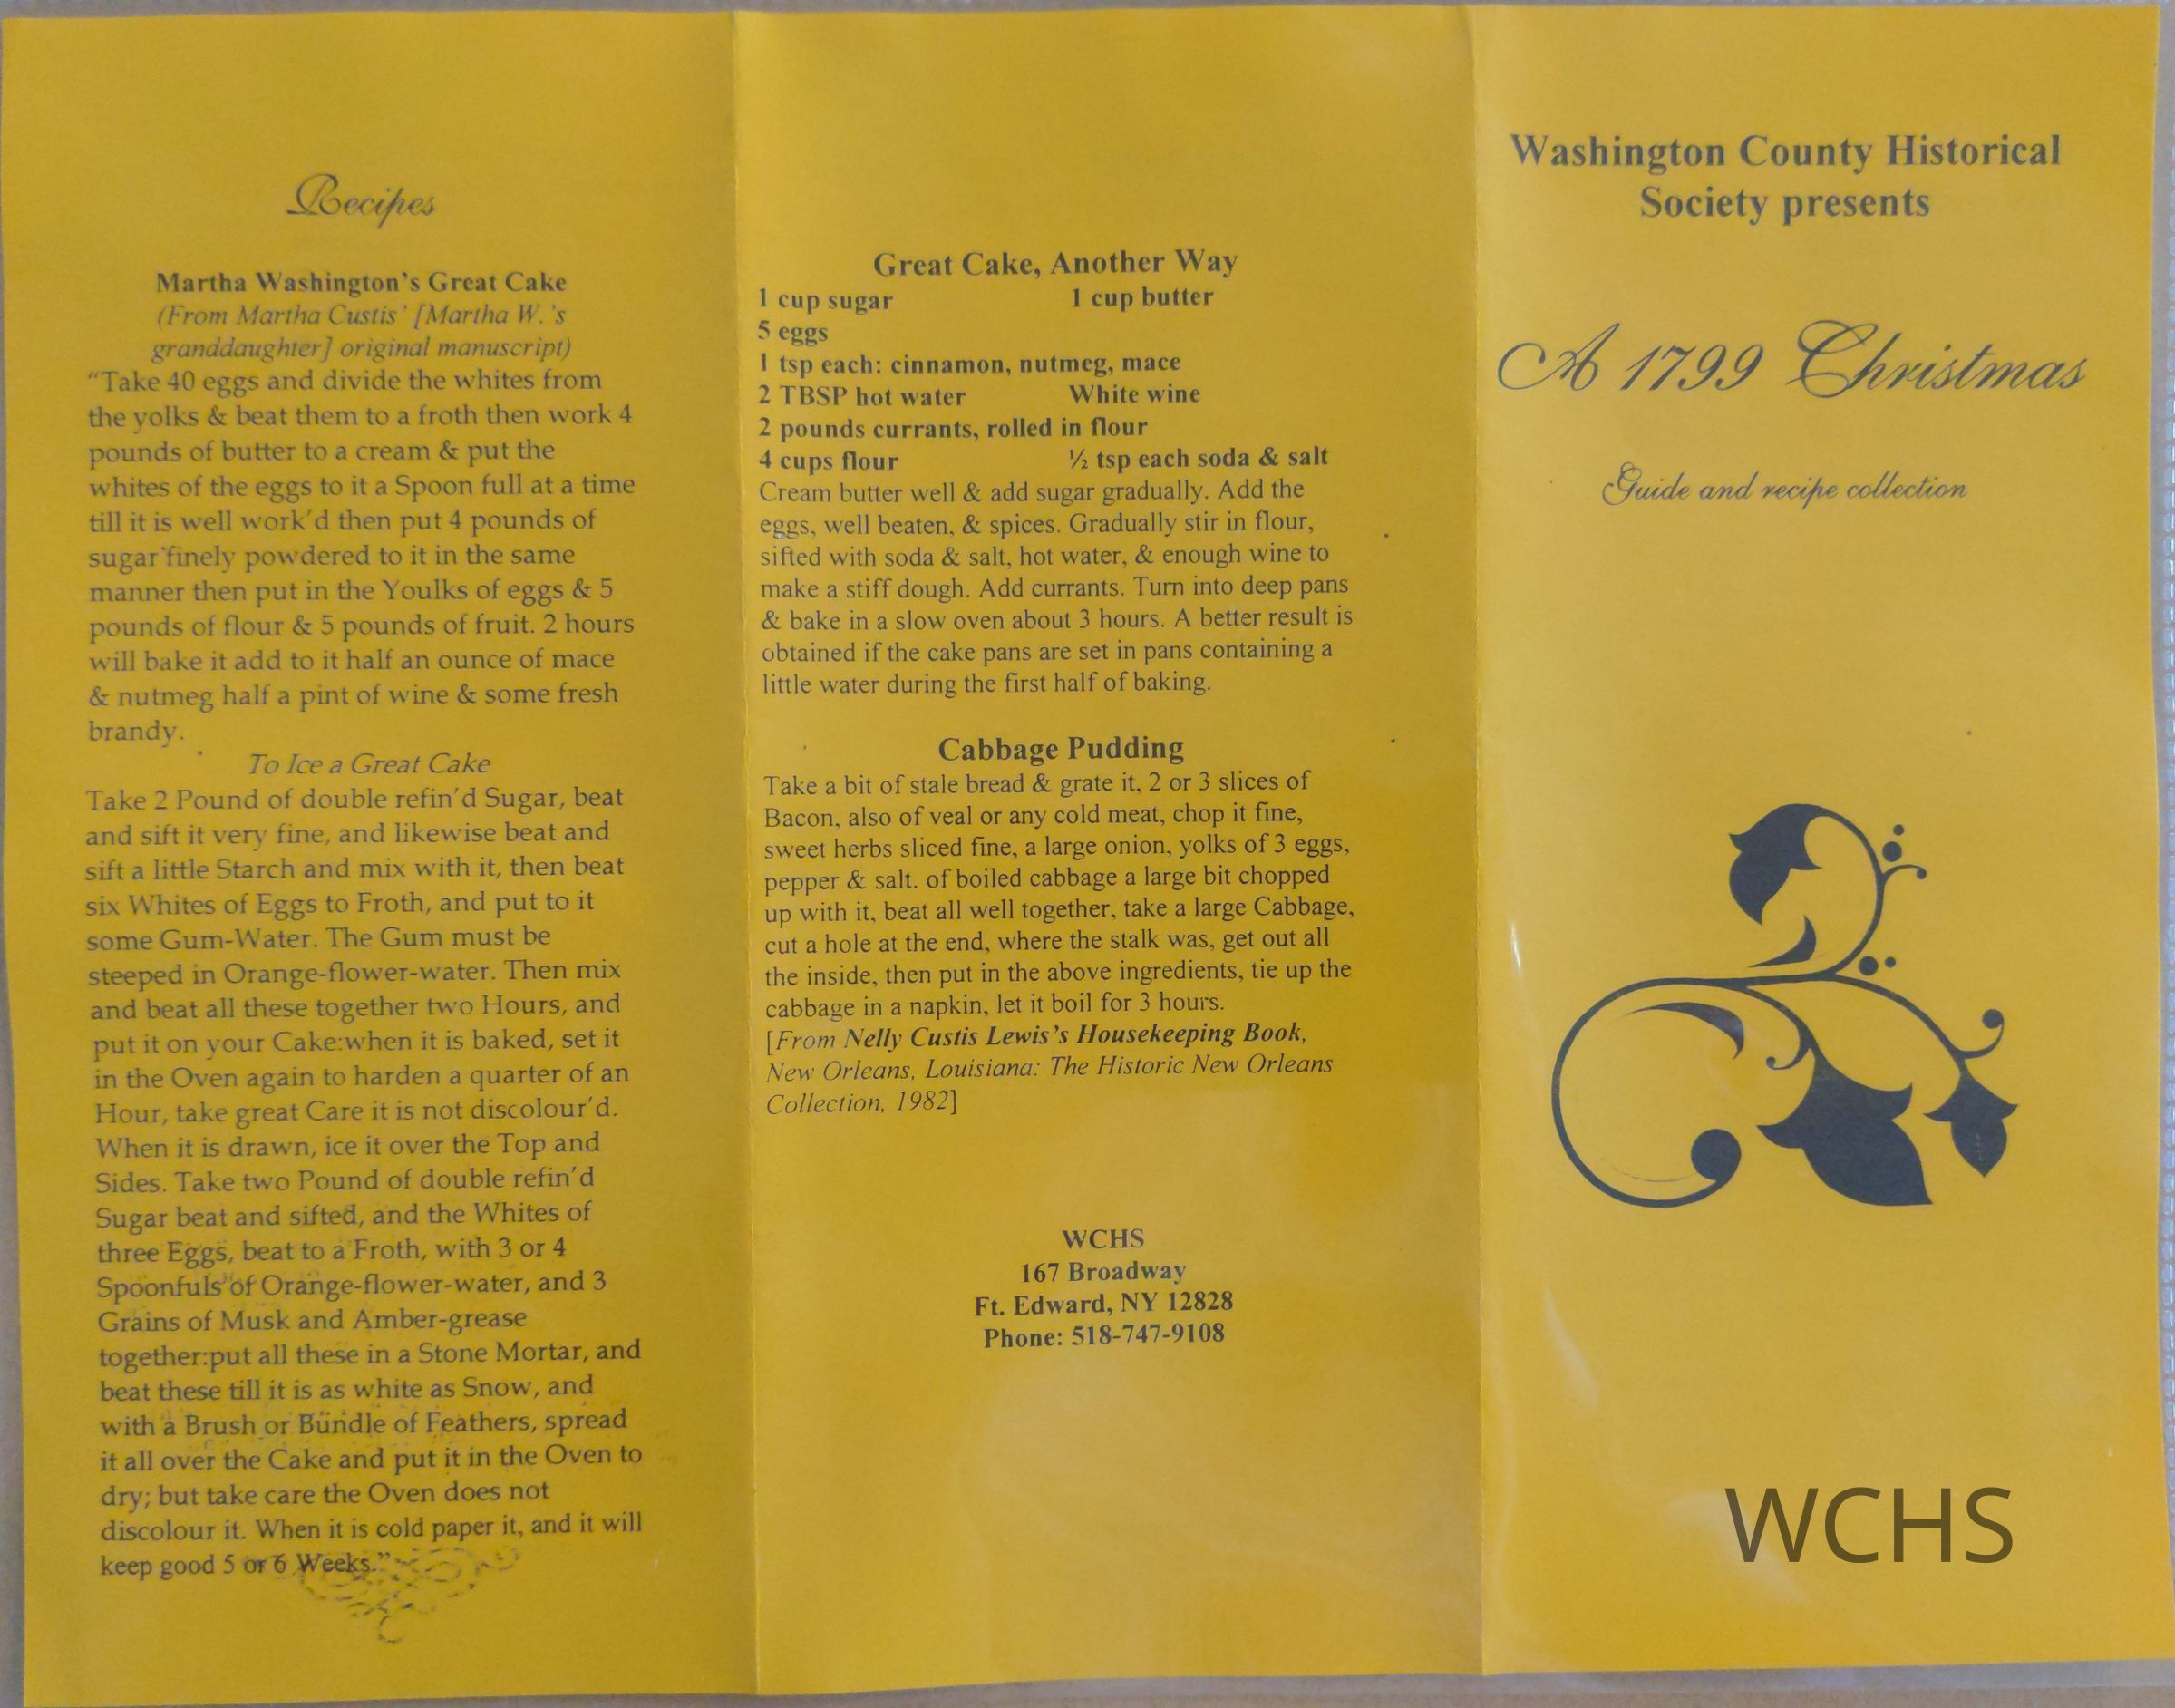 Recipes
Martha Washington's Great Cake
(From Martha Custis' [Martha W.'s
granddaughter] original manuscript)
"Take 40 eggs and divide the whites from
the yolks & beat them to a froth then work 4
pounds of butter to a cream & put the
whites of the eggs to it a Spoon full at a time
till it is well work'd then put 4 pounds of
sugar finely powdered to it in the same
manner then put in the Youlks of eggs & 5
pounds of flour & 5 pounds of fruit. 2 hours
will bake it add to it half an ounce of mace
& nutmeg half a pint of wine & some fresh
brandy.
To Ice a Great Cake
Take 2 Pound of double refin'd Sugar, beat
and sift it very fine, and likewise beat and
sift a little Starch and mix with it, then beat
six Whites of Eggs to Froth, and put to it
some Gum-Water. The Gum must be
steeped in Orange-flower-water. Then mix
and beat all these together two Hours, and
put it on your Cake:when it is baked, set it
in the Oven again to harden a quarter of an
Hour, take great Care it is not discolour'd.
When it is drawn, ice it over the Top and
Sides. Take two Pound of double refin'd
Sugar beat and sifted, and the Whites of
three Eggs, beat to a Froth, with 3 or 4
Spoonfuls of Orange-flower-water, and 3
Grains of Musk and Amber-grease
together:put all these in a Stone Mortar, and
beat these till it is as white as Snow, and
with a Brush or Bundle of Feathers, spread
it all over the Cake and put it in the Oven to
dry; but take care the Oven does not
discolour it. When it is cold paper it, and it will
keep good 5 or 6 Weeks."
Great Cake, Another Way
1 cup sugar 1 cup butter
5 eggs
1 tsp each: cinnamon, nutmeg, mace
2 TBSP hot water White wine
2 pounds currants, rolled in flour
4 cups flour ½ tsp each soda & salt
Cream butter well & add sugar gradually. Add the
eggs, well beaten, & spices. Gradually stir in flour,
sifted with soda & salt, hot water, & enough wine to
make a stiff dough. Add currants. Turn into deep pans
& bake in a slow oven about 3 hours. A better result is
obtained if the cake pans are set in pans containing a
little water during the first half of baking.
Cabbage Pudding
Take a bit of stale bread & grate it, 2 or 3 slices of
Bacon, also of veal or any cold meat, chop it fine,
sweet herbs sliced fine, a large onion, yolks of 3 eggs,
pepper & salt. of boiled cabbage a large bit chopped
up with it, beat all well together, take a large Cabbage,
cut a hole at the end, where the stalk was, get out all
the inside, then put in the above ingredients, tie up the
cabbage in a napkin, let it boil for 3 hours.
[From Nelly Custis Lewis's Housekeeping Book,
New Orleans, Louisiana: The Historic New Orleans
Collection, 1982]
WCHS
167 Broadway
Ft. Edward, NY 12828
Phone: 518-747-9108
Washington County Historical
Society presents
A 1799 Christmas
Guide and recipe collection
WCHS